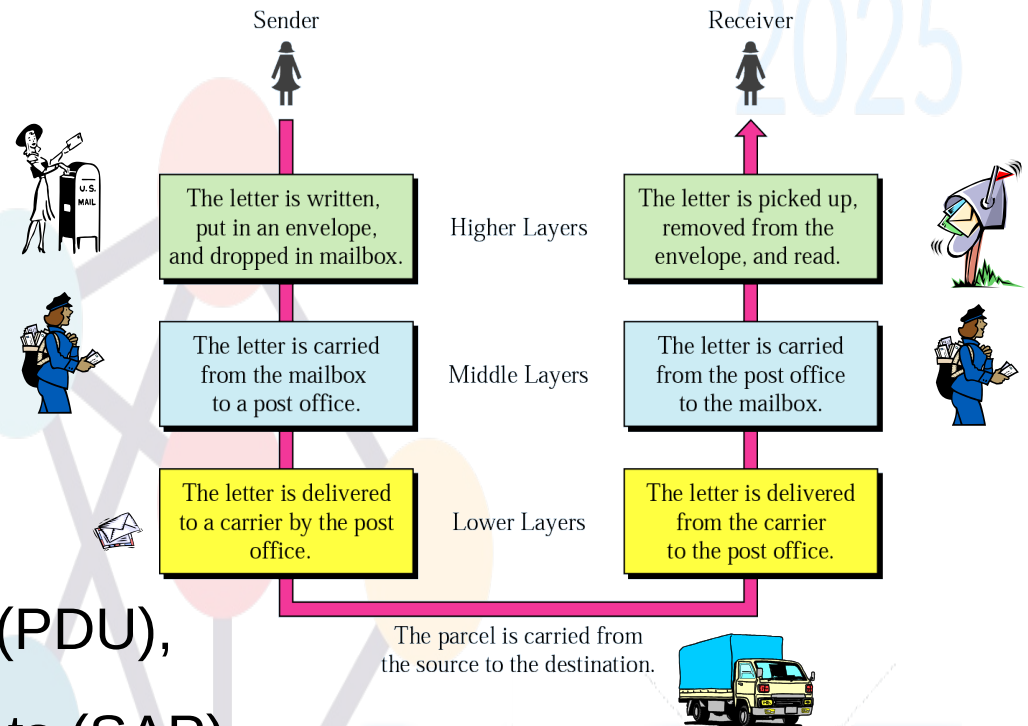 2025
Sender
Receiver
U.S.
MAIL
The letter is written,
put in an envelope,
and dropped in mailbox.
Higher Layers
The letter is picked up,
removed from the
envelope, and read.
The letter is carried
from the mailbox
to a post office.
Middle Layers
The letter is carried
from the post office
to the mailbox.
The letter is delivered
to a carrier by the post
office.
Lower Layers
The letter is delivered
from the carrier
to the post office.
(PDU),
The parcel is carried from
the source to the destination.
to (SAP)